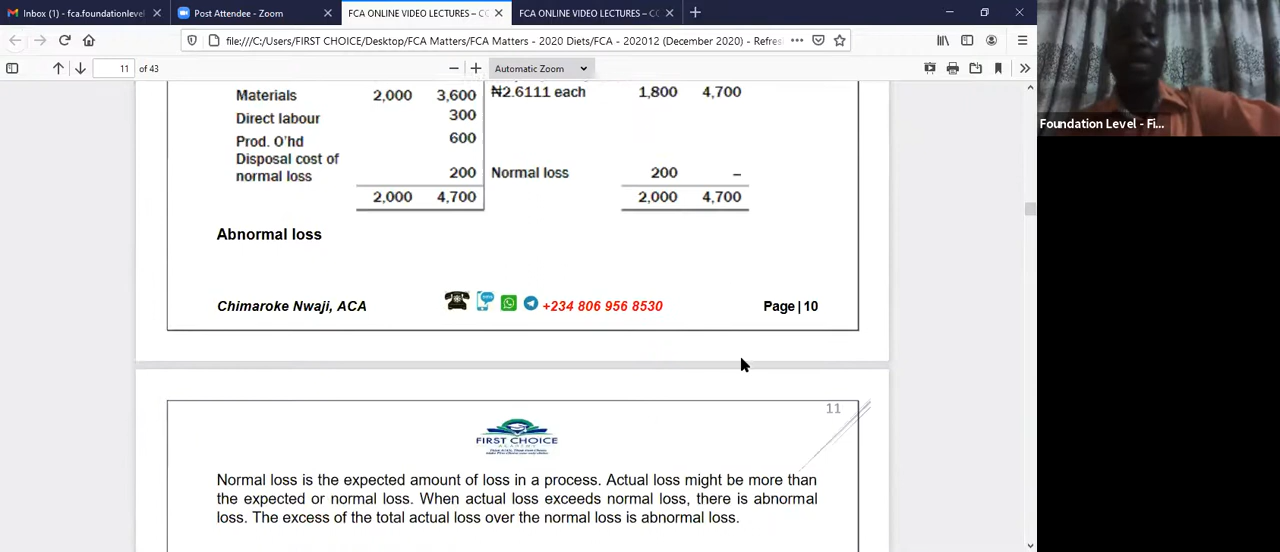 Inbox (1) - fca.foundationlevel
Post Attendee - Zoom
FCA ONLINE VIDEO LECTURES – CO
FCA ONLINE VIDEO LECTURES – CC
file:///C:/Users/FIRST CHOICE/Desktop/FCA Matters/FCA Matters - 2020 Diets/FCA - 202012 (December 2020) - Refres
11 of 43
Automatic Zoom
Materials 2,000 3,600 ₦2.6111 each 1,800 4,700
Direct labour 300
Prod. O'hd 600
Disposal cost of
normal loss 200 Normal loss 200 –
2,000 4,700 2,000 4,700
Abnormal loss
Chimaroke Nwaji, ACA +234 806 956 8530 Page | 10
11
FIRST CHOICE
Normal loss is the expected amount of loss in a process. Actual loss might be more than
the expected or normal loss. When actual loss exceeds normal loss, there is abnormal
loss. The excess of the total actual loss over the normal loss is abnormal loss.
Foundation Level - Fi...